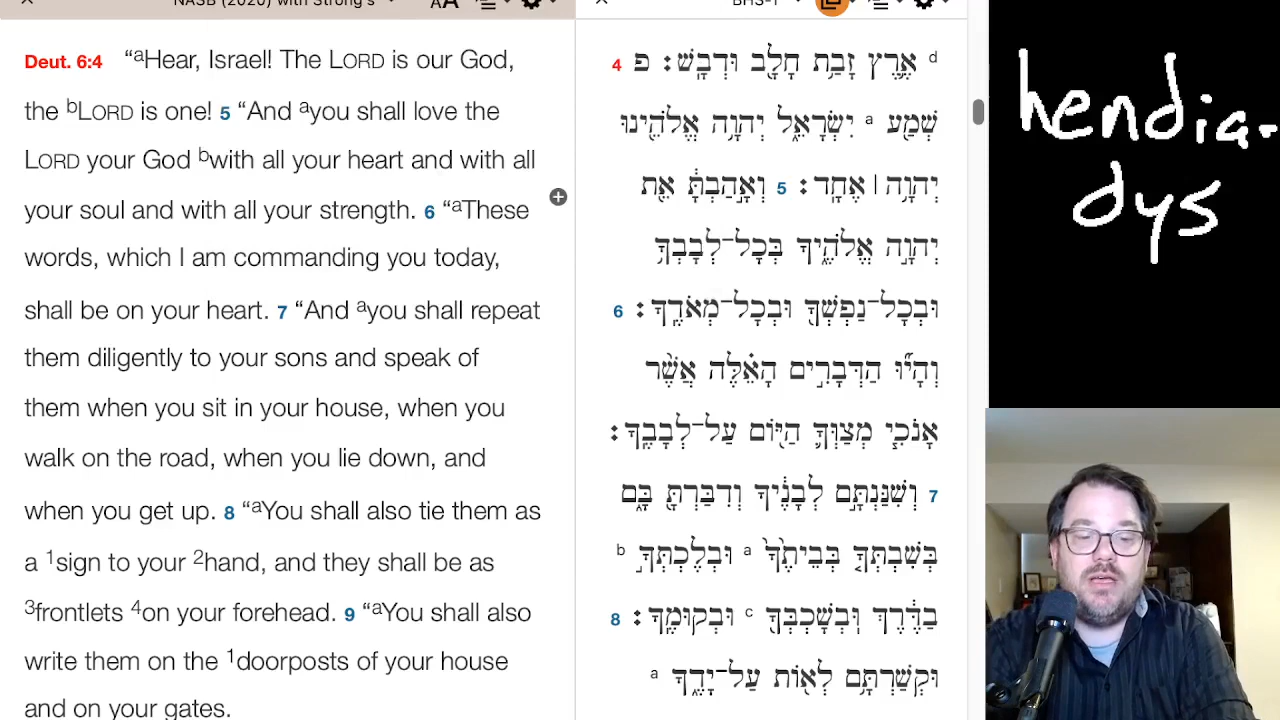 NASB (2020) with Strong's
AA
Deut. 6:4 “aHear, Israel! The LORD is our God,
the bLORD is one! 5 “And ayou shall love the
LORD your God bwith all your heart and with all
your soul and with all your strength. 6 “aThese
words, which I am commanding you today,
shall be on your heart. 7 “And ayou shall repeat
them diligently to your sons and speak of
them when you sit in your house, when you
walk on the road, when you lie down, and
when you get up. 8 “aYou shall also tie them as
a 1sign to your 2hand, and they shall be as
3frontlets 4on your forehead. 9 “aYou shall also
write them on the 1doorposts of your house
and on your gates.
BHS-T
d אֶ֛רֶץ זָבַ֥ת חָלָ֖ב וּדְבָֽשׁ׃ פ 4
שְׁמַ֖ע a יִשְׂרָאֵ֑ל יְהוָ֥ה אֱלֹהֵ֖ינוּ
יְהוָ֥ה ׀ אֶחָֽד׃ 5 וְאָ֣הַבְתָּ֔ אֵ֖ת
יְהוָ֣ה אֱלֹהֶ֑יךָ בְּכָל־לְבָבְךָ֥
וּבְכָל־נַפְשְׁךָ֖ וּבְכָל־מְאֹדֶֽךָ׃ 6
וְהָי֞וּ הַדְּבָרִ֣ים הָאֵ֗לֶּה אֲשֶׁ֨ר
אָנֹכִ֧י מְצַוְּךָ֛ הַיּ֖וֹם עַל־לְבָבֶֽךָ׃
7 וְשִׁנַּנְתָּ֣ם לְבָנֶ֔יךָ וְדִבַּרְתָּ֖ בָּ֑ם
בְּשִׁבְתְּךָ֤ בְּבֵיתֶ֙ךָ֙ a וּבְלֶכְתְּךָ֣ b
בַדֶּ֔רֶךְ וּֽבְשָׁכְבְּךָ֖ c וּבְקוּמֶֽךָ׃ 8
וּקְשַׁרְתָּ֥ם לְא֖וֹת עַל־יָדֶ֑ךָ a
hendia-
dys